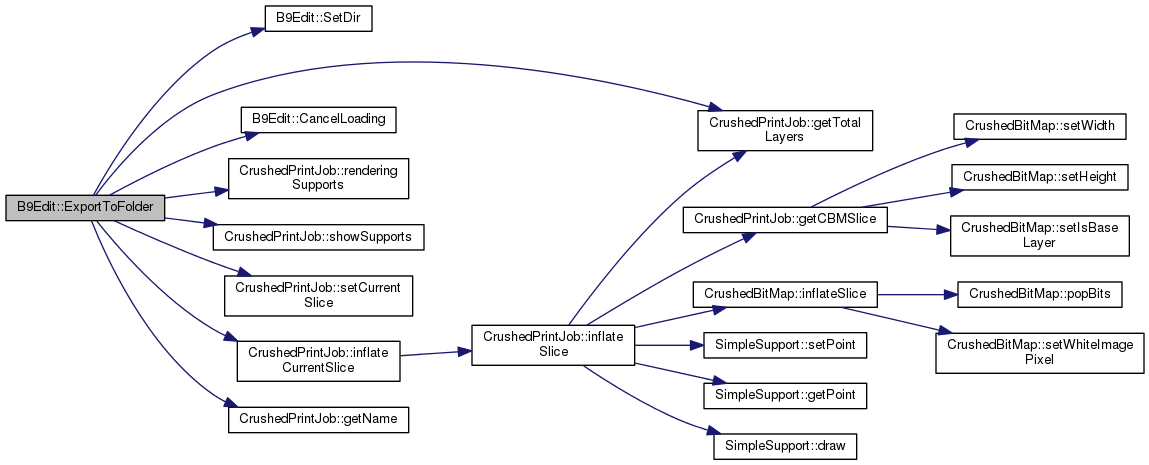 B9Edit::ExportToFolder
B9Edit::SetDir
B9Edit::CancelLoading
CrushedPrintJob::rendering
Supports
CrushedPrintJob::showSupports
CrushedPrintJob::setCurrent
Slice
CrushedPrintJob::inflate
CurrentSlice
CrushedPrintJob::getName
CrushedPrintJob::inflate
Slice
CrushedPrintJob::getTotal
Layers
CrushedPrintJob::getCBMSlice
CrushedBitMap::inflateSlice
SimpleSupport::setPoint
SimpleSupport::getPoint
SimpleSupport::draw
CrushedBitMap::setWidth
CrushedBitMap::setHeight
CrushedBitMap::setIsBase
Layer
CrushedBitMap::popBits
CrushedBitMap::setWhiteImage
Pixel